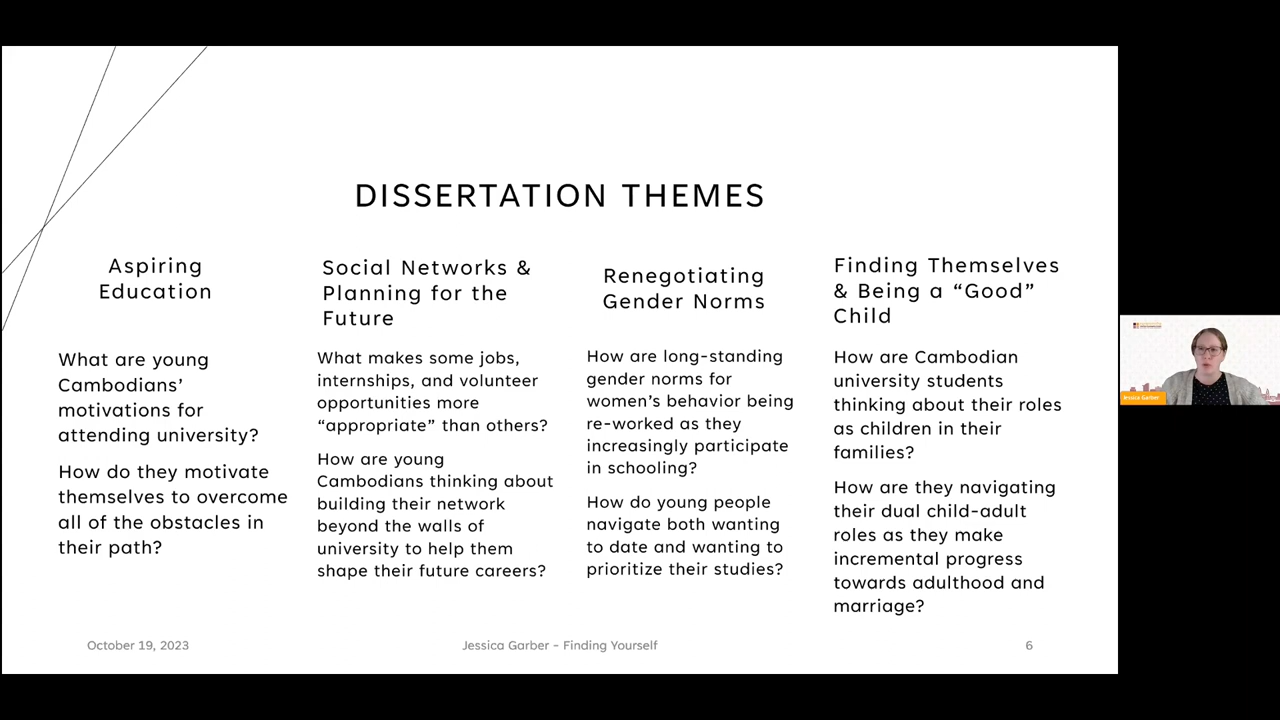 DISSERTATION THEMES
Aspiring
Education
What are young
Cambodians’
motivations for
attending university?
How do they motivate
themselves to overcome
all of the obstacles in
their path?
Social Networks &
Planning for the
Future
What makes some jobs,
internships, and volunteer
opportunities more
“appropriate” than others?
How are young
Cambodians thinking about
building their network
beyond the walls of
university to help them
shape their future careers?
Renegotiating
Gender Norms
How are long-standing
gender norms for
women’s behavior being
re-worked as they
increasingly participate
in schooling?
How do young people
navigate both wanting
to date and wanting to
prioritize their studies?
Finding Themselves
& Being a “Good”
Child
How are Cambodian
university students
thinking about their roles
as children in their
families?
How are they navigating
their dual child-adult
roles as they make
incremental progress
towards adulthood and
marriage?
October 19, 2023
Jessica Garber – Finding Yourself
6
Jessica Garber